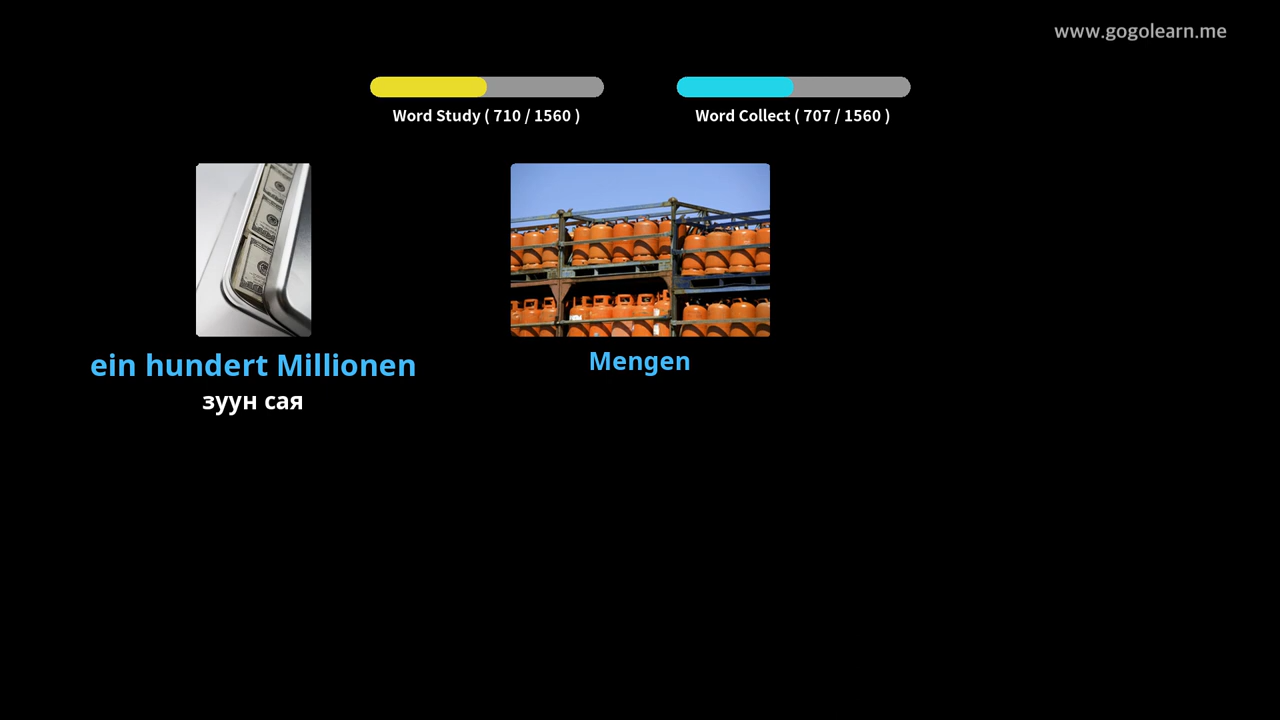 www.gogolearn.me
Word Study ( 710 / 1560 )
Word Collect ( 707 / 1560 )
ein hundert Millionen
зуун сая
Mengen